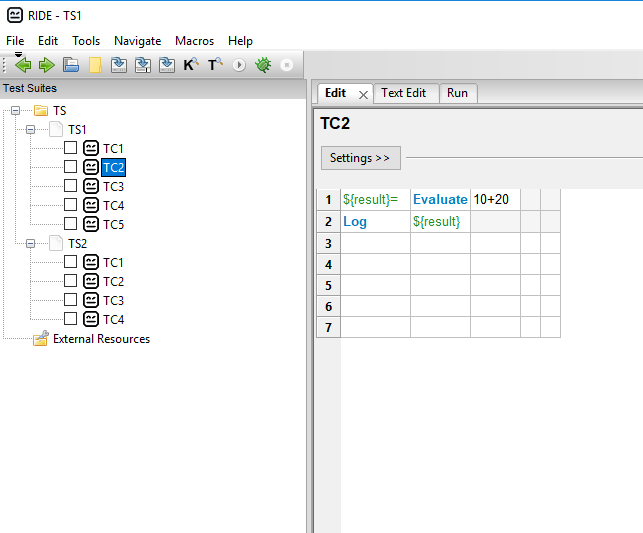 RIDE - TS1
File Edit Tools Navigate Macros Help
K T
Test Suites
TS
TS1
TC1
TC2
TC3
TC4
TC5
TS2
TC1
TC2
TC3
TC4
External Resources
Edit Text Edit Run
TC2
Settings >>
1 ${result}= Evaluate 10+20
2 Log ${result}
3
4
5
6
7